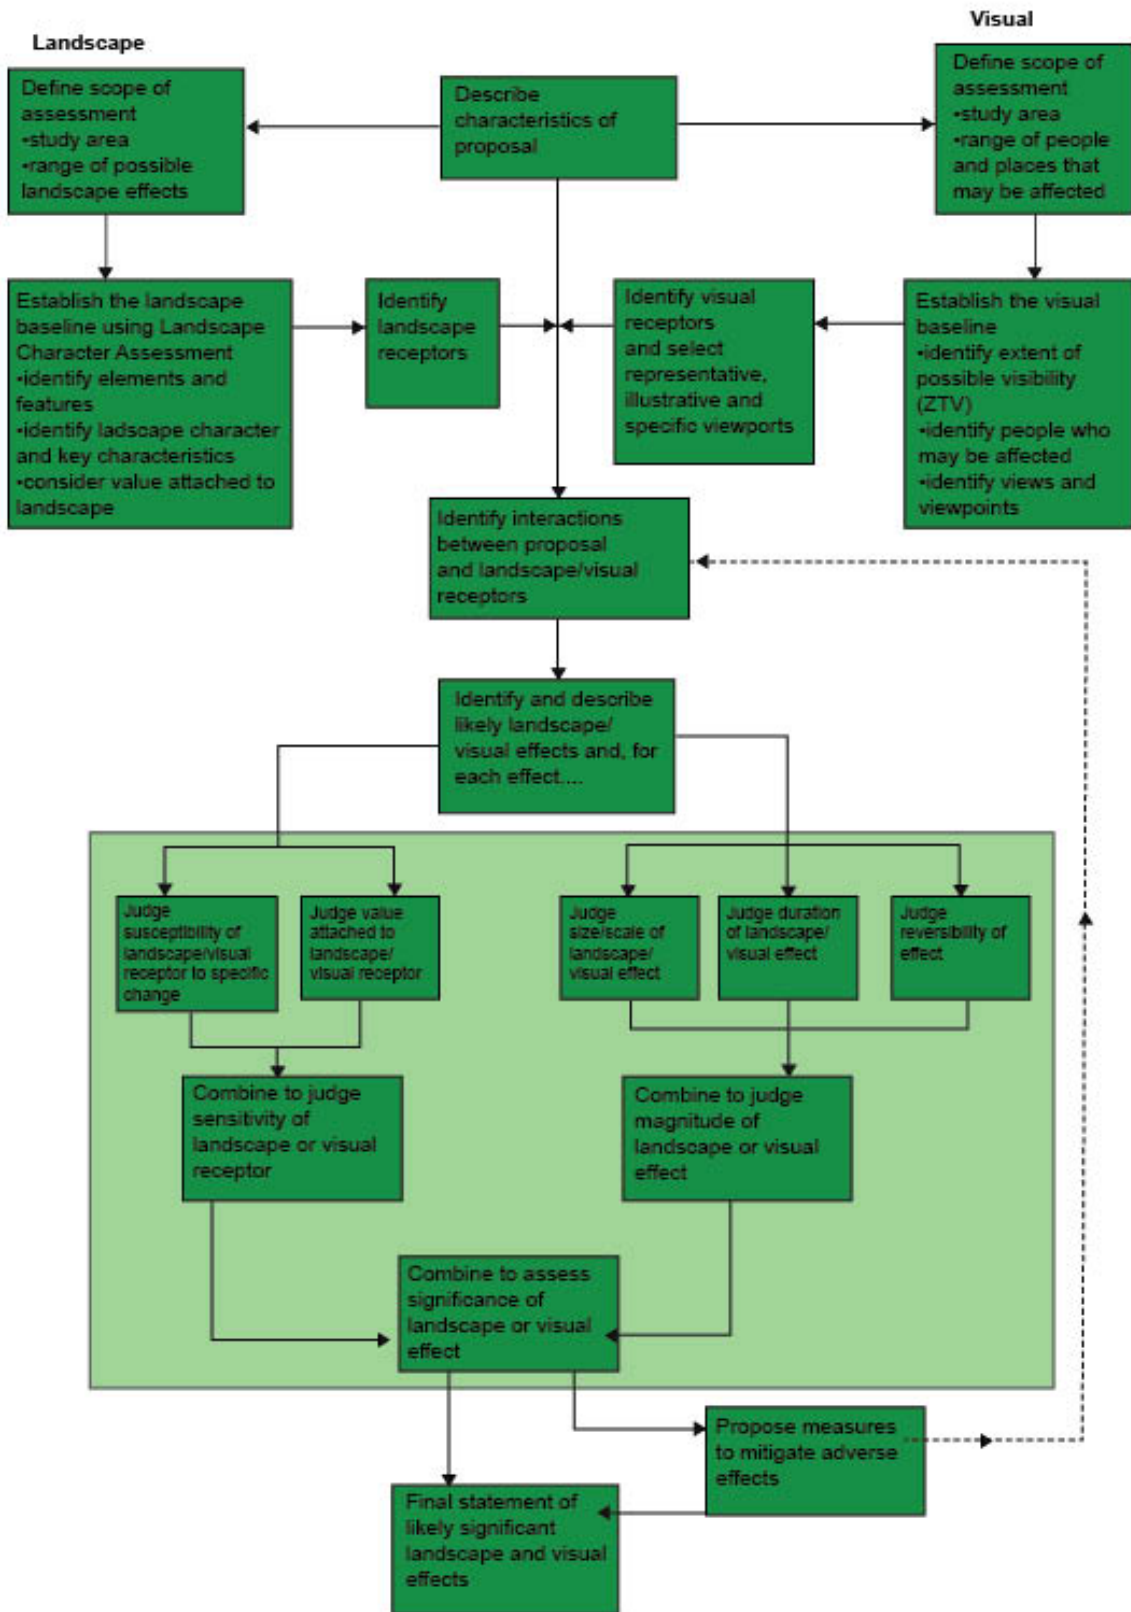 Visual
Landscape
Define scope of
assessment
•study area
•range of possible
landscape effects
Describe
characteristics of
proposal
Define scope of
assessment
•study area
•range of people
and places that
may be affected
Establish the landscape
baseline using Landscape
Character Assessment
•identify elements and
features
•identify ladscape character
and key characteristics
•consider value attached to
landscape
Identify
landscape
receptors
Identify visual
receptors
and select
representative,
illustrative and
specific viewports
Establish the visual
baseline
•identify extent of
possible visibility
(ZTV)
•identify people who
may be affected
•identify views and
viewpoints
Identify interactions
between proposal
and landscape/visual
receptors
Identify and describe
likely landscape/
visual effects and, for
each effect....
Judge
susceptibility of
landscape/visual
receptor to specific
change
Judge value
attached to
landscape/
visual receptor
Judge
size/scale of
landscape/
visual effect
Judge duration
of landscape/
visual effect
Judge
reversibility of
effect
Combine to judge
sensitivity of
landscape or visual
receptor
Combine to judge
magnitude of
landscape or visual
effect
Combine to assess
significance of
landscape or visual
effect
Propose measures
to mitigate adverse
effects
Final statement of
likely significant
landscape and visual
effects